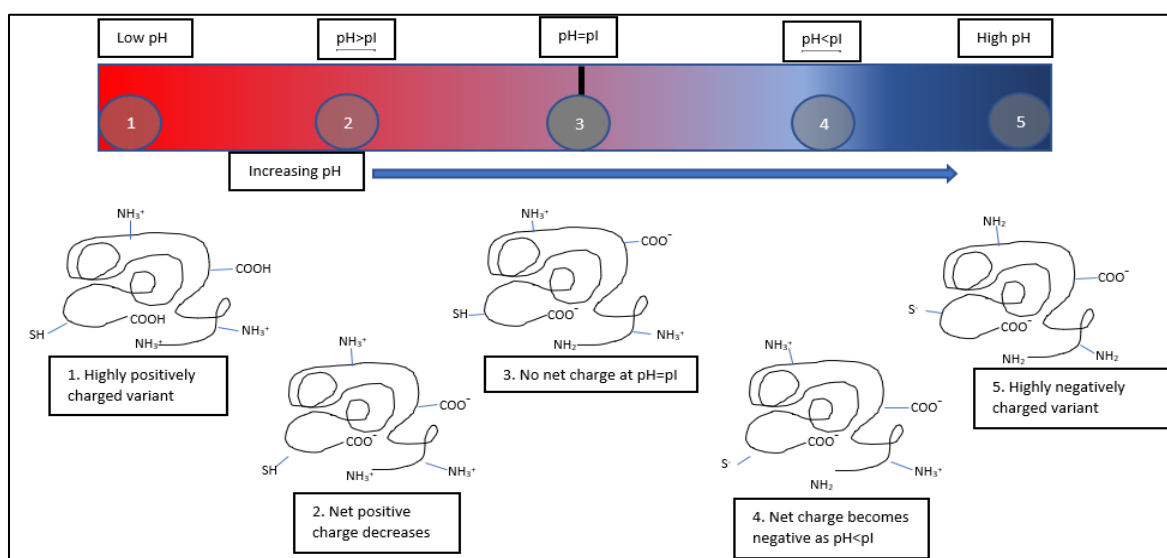 Low pH
pH>pI
pH=pI
pH<pI
High pH
1
2
3
4
5
Increasing pH
NH₃⁺
COOH
COOH
SH
NH₃⁺
NH₃⁺
1. Highly positively
charged variant
NH₃⁺
COO⁻
COO⁻
SH
NH₃⁺
NH₃⁺
2. Net positive
charge decreases
NH₃⁺
COO⁻
SH
COO⁻
NH₂
NH₃⁺
3. No net charge at pH=pI
NH₃⁺
COO⁻
COO⁻
S⁻
NH₃⁺
NH₂
4. Net charge becomes
negative as pH<pI
NH₂
COO⁻
S⁻
COO⁻
NH₂
NH₂
5. Highly negatively
charged variant